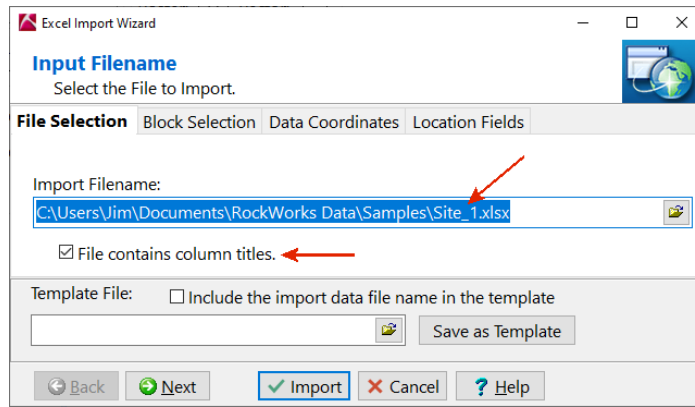 Excel Import Wizard
Input Filename
Select the File to Import.
File Selection Block Selection Data Coordinates Location Fields
Import Filename:
C:\Users\Jim\Documents\RockWorks Data\Samples\Site_1.xlsx
File contains column titles.
Template File: Include the import data file name in the template
Save as Template
Back Next Import Cancel ? Help